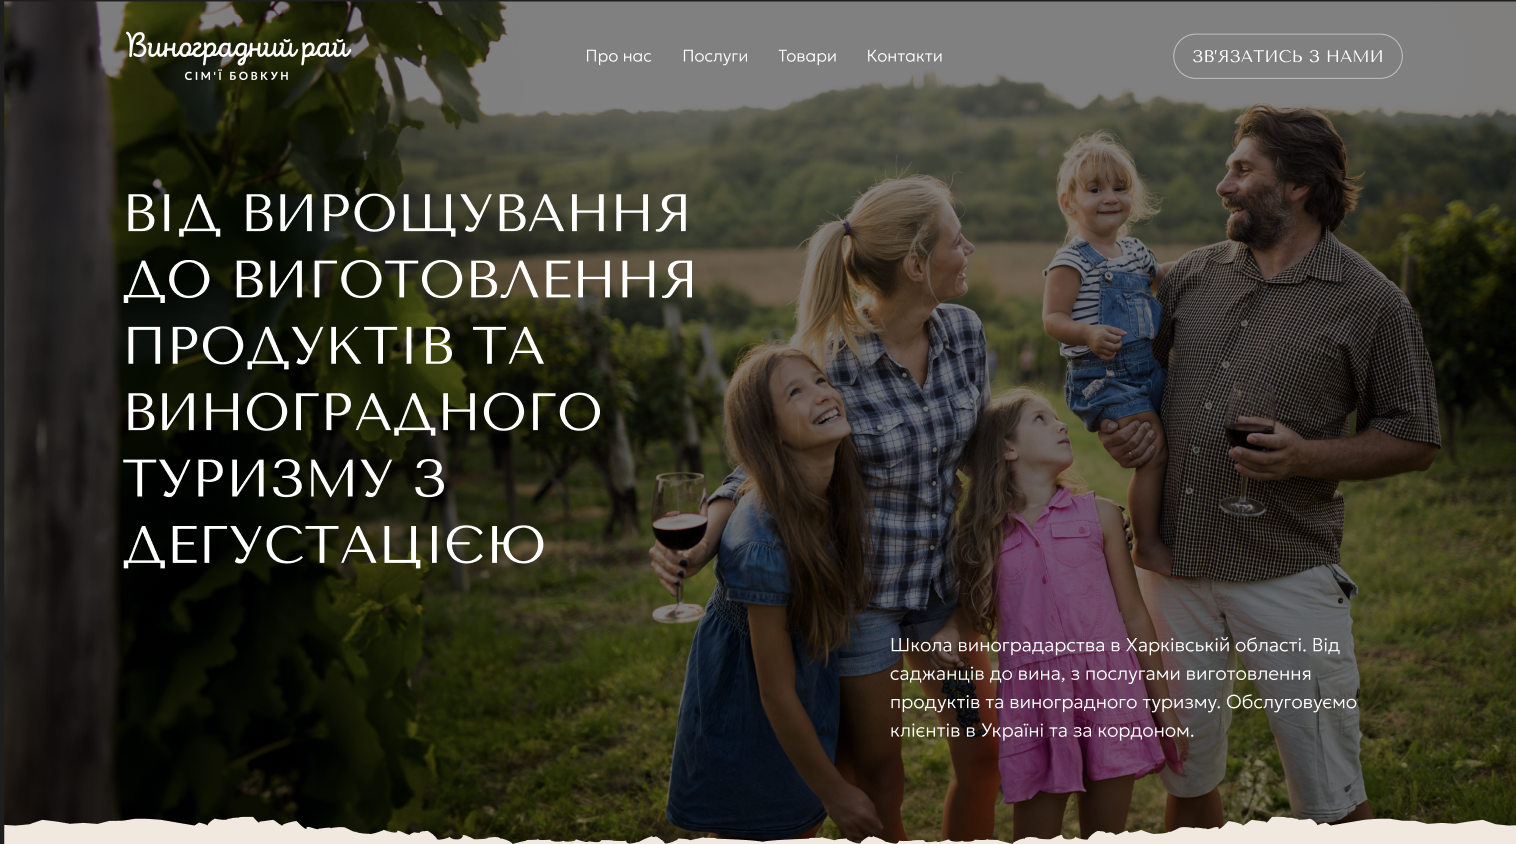 Виноградний рай
СІМ'Ї БОВКУН
Про нас
Послуги
Товари
Контакти
ЗВ'ЯЗАТИСЬ З НАМИ
ВІД ВИРОЩУВАННЯ
ДО ВИГОТОВЛЕННЯ
ПРОДУКТІВ ТА
ВИНОГРАДНОГО
ТУРИЗМУ З
ДЕГУСТАЦІЄЮ
Школа виноградарства в Харківській області. Від
саджанців до вина, з послугами виготовлення
продуктів та виноградного туризму. Обслуговуємо
клієнтів в Україні та за кордоном.